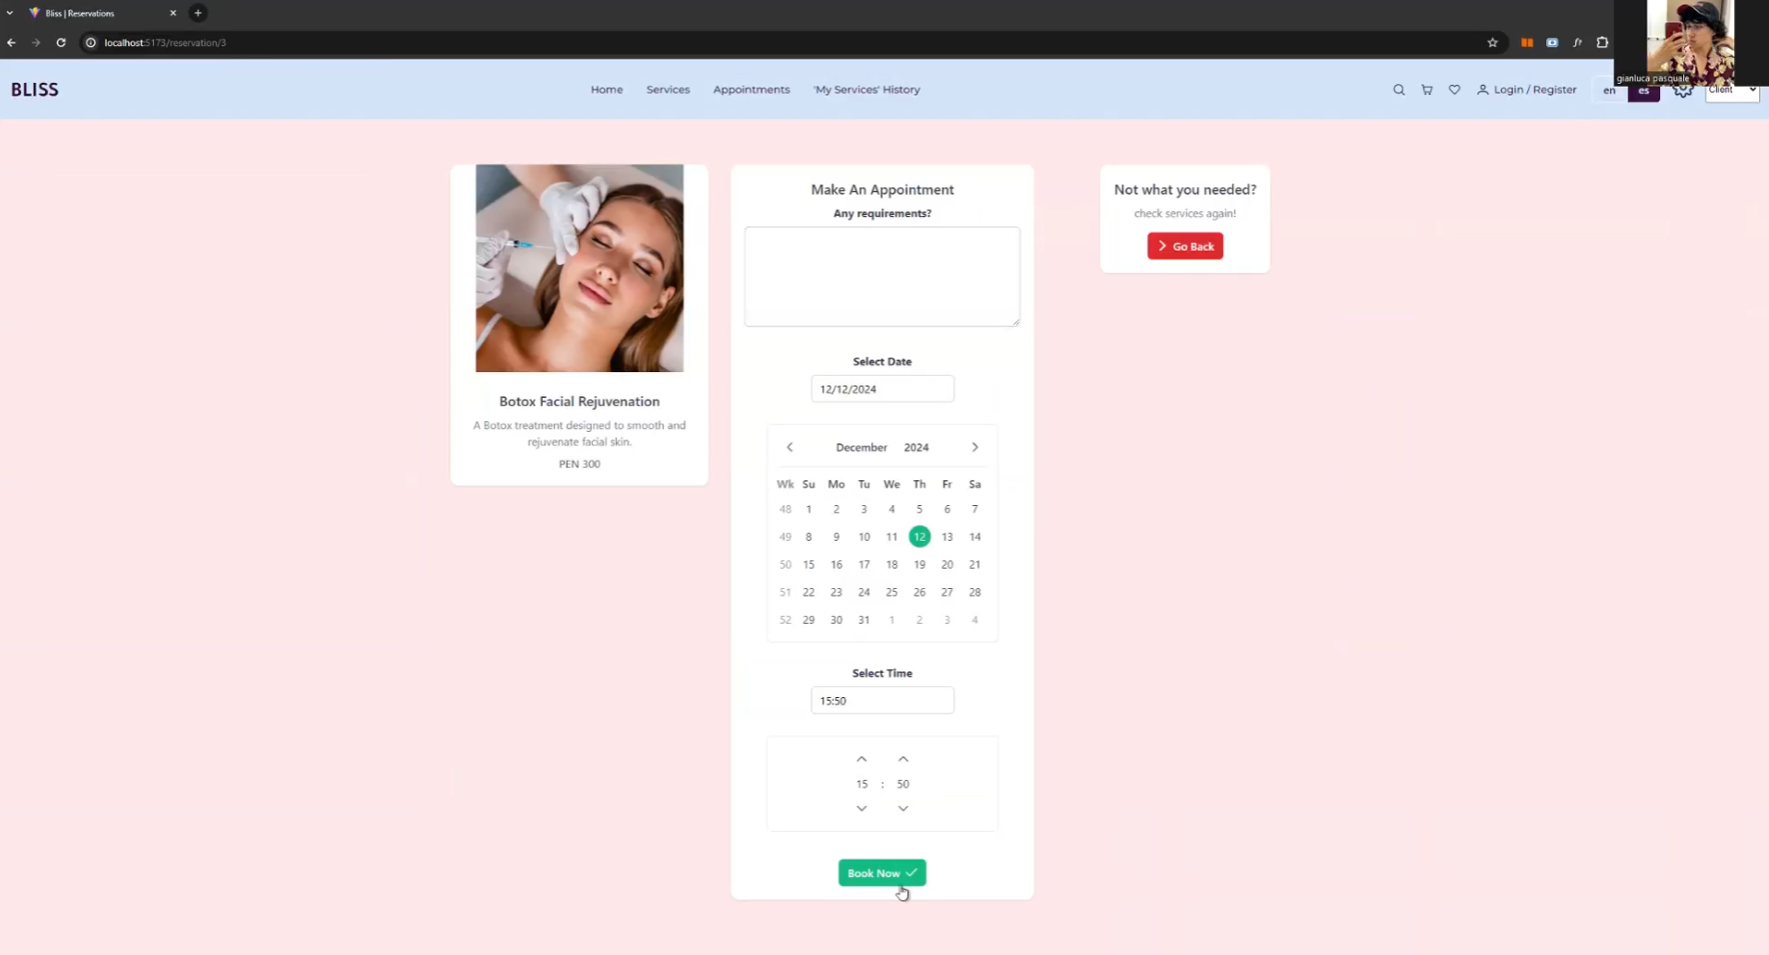 Bliss | Reservations
localhost:5173/reservation/3
gianluca pasquale
BLISS
Home Services Appointments 'My Services' History
Login / Register en es Client
Make An Appointment
Any requirements?
Botox Facial Rejuvenation
A Botox treatment designed to smooth and
rejuvenate facial skin.
PEN 300
Select Date
12/12/2024
December 2024
Wk Su Mo Tu We Th Fr Sa
48 1 2 3 4 5 6 7
49 8 9 10 11 12 13 14
50 15 16 17 18 19 20 21
51 22 23 24 25 26 27 28
52 29 30 31 1 2 3 4
Select Time
15:50
15 : 50
Book Now
Not what you needed?
check services again!
Go Back